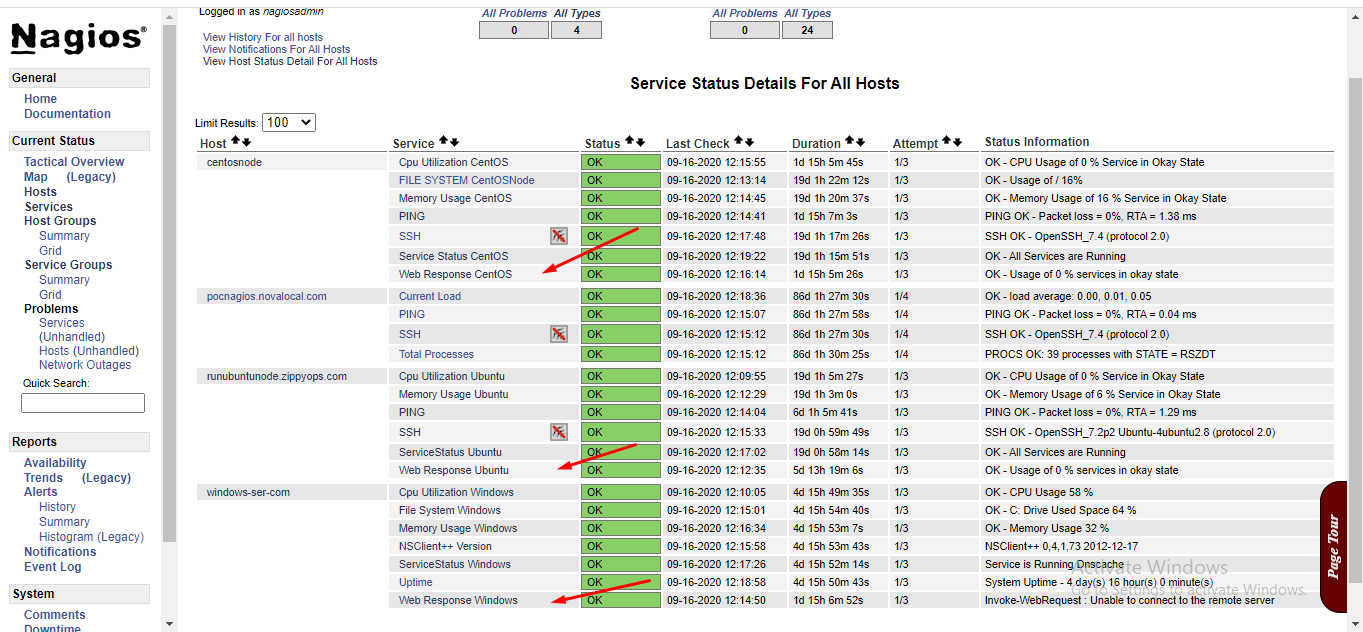 Nagios®
General
Home
Documentation
Current Status
Tactical Overview
Map (Legacy)
Hosts
Services
Host Groups
Summary
Grid
Service Groups
Summary
Grid
Problems
Services
(Unhandled)
Hosts (Unhandled)
Network Outages
Quick Search:
Reports
Availability
Trends (Legacy)
Alerts
History
Summary
Histogram (Legacy)
Notifications
Event Log
System
Comments
Downtime
Logged in as nagiosadmin
View History For all hosts
View Notifications For All Hosts
View Host Status Detail For All Hosts
All Problems All Types
0 4
All Problems All Types
0 24
Service Status Details For All Hosts
Limit Results: 100
Host Service Status Last Check Duration Attempt Status Information
centosnode Cpu Utilization CentOS OK 09-16-2020 12:15:55 1d 15h 5m 45s 1/3 OK - CPU Usage of 0 % Service in Okay State
FILE SYSTEM CentOSNode OK 09-16-2020 12:13:14 19d 1h 22m 12s 1/3 OK - Usage of / 16%
Memory Usage CentOS OK 09-16-2020 12:14:45 19d 1h 20m 37s 1/3 OK - Memory Usage of 16 % Service in Okay State
PING OK 09-16-2020 12:14:41 1d 15h 7m 3s 1/3 PING OK - Packet loss = 0%, RTA = 1.38 ms
SSH OK 09-16-2020 12:17:48 19d 1h 17m 26s 1/3 SSH OK - OpenSSH_7.4 (protocol 2.0)
Service Status CentOS OK 09-16-2020 12:19:22 19d 1h 15m 51s 1/3 OK - All Services are Running
Web Response CentOS OK 09-16-2020 12:16:14 1d 15h 5m 26s 1/3 OK - Usage of 0 % services in okay state
pocnagios.novalocal.com Current Load OK 09-16-2020 12:18:36 86d 1h 27m 30s 1/4 OK - load average: 0.00, 0.01, 0.05
PING OK 09-16-2020 12:15:07 86d 1h 27m 58s 1/4 PING OK - Packet loss = 0%, RTA = 0.04 ms
SSH OK 09-16-2020 12:15:12 86d 1h 27m 30s 1/4 SSH OK - OpenSSH_7.4 (protocol 2.0)
Total Processes OK 09-16-2020 12:15:12 86d 1h 30m 25s 1/4 PROCS OK: 39 processes with STATE = RSZDT
runubuntunode.zippyops.com Cpu Utilization Ubuntu OK 09-16-2020 12:09:55 19d 1h 5m 27s 1/3 OK - CPU Usage of 0 % Service in Okay State
Memory Usage Ubuntu OK 09-16-2020 12:12:29 19d 1h 3m 0s 1/3 OK - Memory Usage of 6 % Service in Okay State
PING OK 09-16-2020 12:14:04 6d 1h 5m 41s 1/3 PING OK - Packet loss = 0%, RTA = 1.29 ms
SSH OK 09-16-2020 12:15:33 19d 0h 59m 49s 1/3 SSH OK - OpenSSH_7.2p2 Ubuntu-4ubuntu2.8 (protocol 2.0)
ServiceStatus Ubuntu OK 09-16-2020 12:17:02 19d 0h 58m 14s 1/3 OK - All Services are Running
Web Response Ubuntu OK 09-16-2020 12:12:35 5d 13h 19m 6s 1/3 OK - Usage of 0 % services in okay state
windows-ser-com Cpu Utilization Windows OK 09-16-2020 12:10:05 4d 15h 49m 35s 1/3 OK - CPU Usage 58 %
File System Windows OK 09-16-2020 12:15:01 4d 15h 54m 40s 1/3 OK - C: Drive Used Space 64 %
Memory Usage Windows OK 09-16-2020 12:16:34 4d 15h 53m 7s 1/3 OK - Memory Usage 32 %
NSClient++ Version OK 09-16-2020 12:15:58 4d 15h 53m 43s 1/3 NSClient++ 0,4,1,73 2012-12-17
ServiceStatus Windows OK 09-16-2020 12:17:26 4d 15h 52m 14s 1/3 Service is Running Dnscache
Uptime OK 09-16-2020 12:18:58 4d 15h 50m 43s 1/3 System Uptime - 4 day(s) 16 hour(s) 0 minute(s)
Web Response Windows OK 09-16-2020 12:14:50 1d 15h 6m 52s 1/3 Invoke-WebRequest : Unable to connect to the remote server
Activate Windows
Go to Settings to activate Windows.
Page Tour